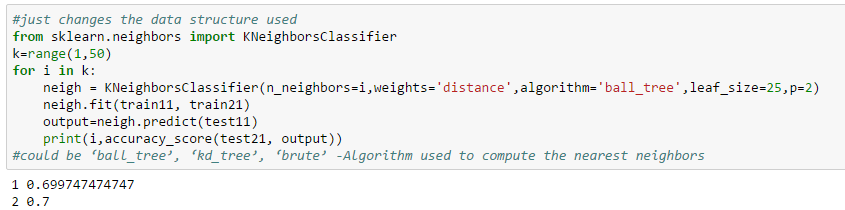 #just changes the data structure used
from sklearn.neighbors import KNeighborsClassifier
k=range(1,50)
for i in k:
    neigh = KNeighborsClassifier(n_neighbors=i,weights='distance',algorithm='ball_tree',leaf_size=25,p=2)
    neigh.fit(train11, train21)
    output=neigh.predict(test11)
    print(i,accuracy_score(test21, output))
#could be ‘ball_tree’, ‘kd_tree’, ‘brute’ -Algorithm used to compute the nearest neighbors
1 0.699747474747
2 0.7